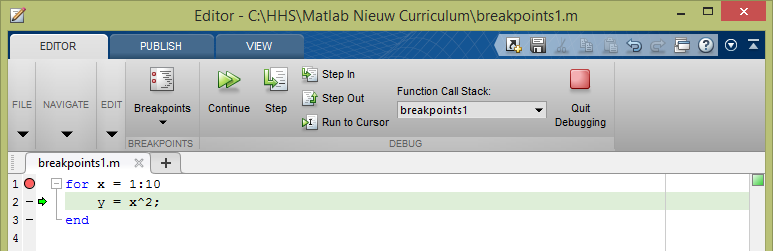 Editor - C:\HHS\Matlab Nieuw Curriculum\breakpoints1.m
EDITOR PUBLISH VIEW
FILE NAVIGATE EDIT Breakpoints Continue Step
Step In
Step Out
Run to Cursor
Function Call Stack:
breakpoints1
Quit
Debugging
BREAKPOINTS DEBUG
breakpoints1.m
1 for x = 1:10
2 y = x^2;
3 end
4